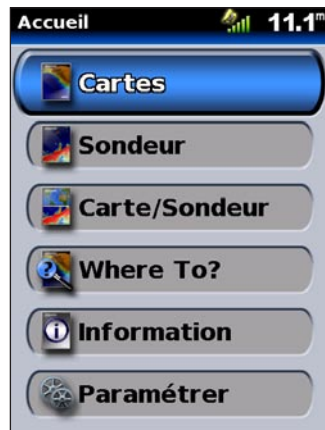 Accueil 11.1m
Cartes
Sondeur
Carte/Sondeur
Where To?
Information
Paramétrer